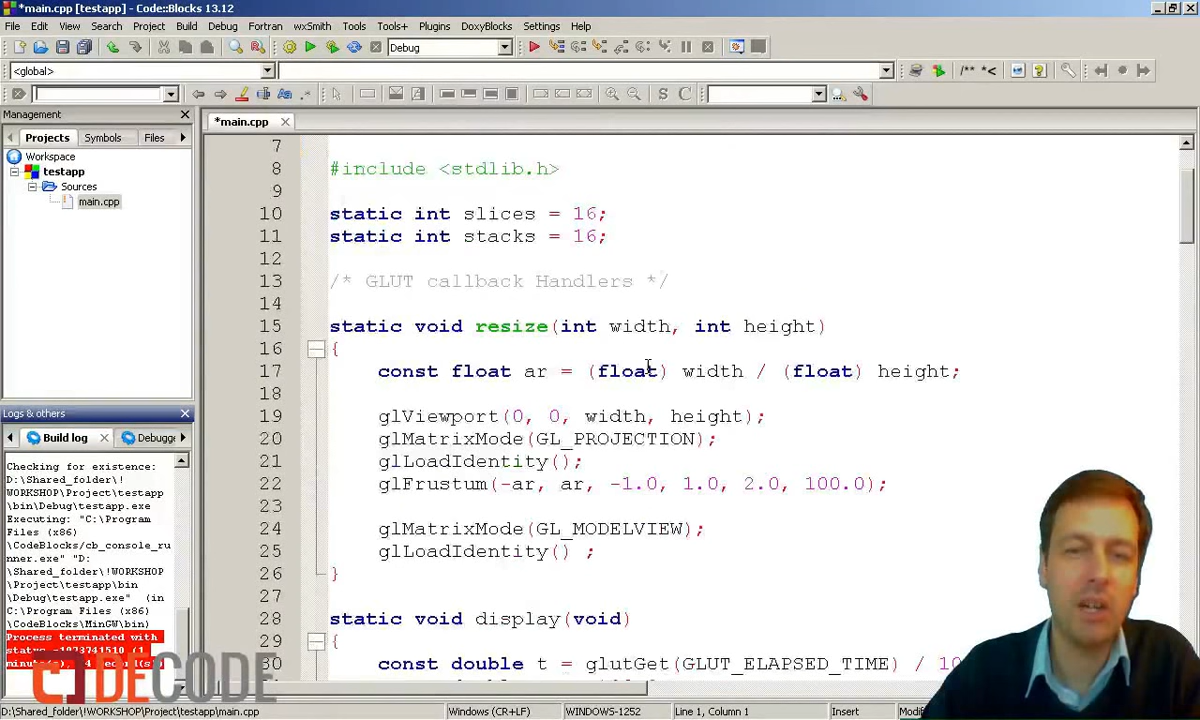 *main.cpp [testapp] - Code::Blocks 13.12
File Edit View Search Project Build Debug Fortran wxSmith Tools Tools+ Plugins DoxyBlocks Settings Help
Debug
<global>
/** *<
S C
Management
Projects Symbols Files
Workspace
testapp
Sources
main.cpp
*main.cpp
7
8 #include <stdlib.h>
9
10 static int slices = 16;
11 static int stacks = 16;
12
13 /* GLUT callback Handlers */
14
15 static void resize(int width, int height)
16 {
17 const float ar = (float) width / (float) height;
18
19 glViewport(0, 0, width, height);
20 glMatrixMode(GL_PROJECTION);
21 glLoadIdentity();
22 glFrustum(-ar, ar, -1.0, 1.0, 2.0, 100.0);
23
24 glMatrixMode(GL_MODELVIEW);
25 glLoadIdentity() ;
26 }
27
28 static void display(void)
29 {
30 const double t = glutGet(GLUT_ELAPSED_TIME) / 10
Logs & others
Build log Debugge
Checking for existence:
D:\Shared_folder\!
WORKSHOP\Project\testapp
\bin\Debug\testapp.exe
Executing: "C:\Program
Files (x86)
\CodeBlocks/cb_console_ru
nner.exe" "D:
\Shared_folder\!WORKSHOP
\Project\testapp\bin
\Debug\testapp.exe" (in
C:\Program Files (x86)
\CodeBlocks\MinGW\bin)
Process terminated with
status -1073741510 (1
DECODE
D:\Shared_folder\!WORKSHOP\Project\testapp\main.cpp Windows (CR+LF) WINDOWS-1252 Line 1, Column 1 Insert